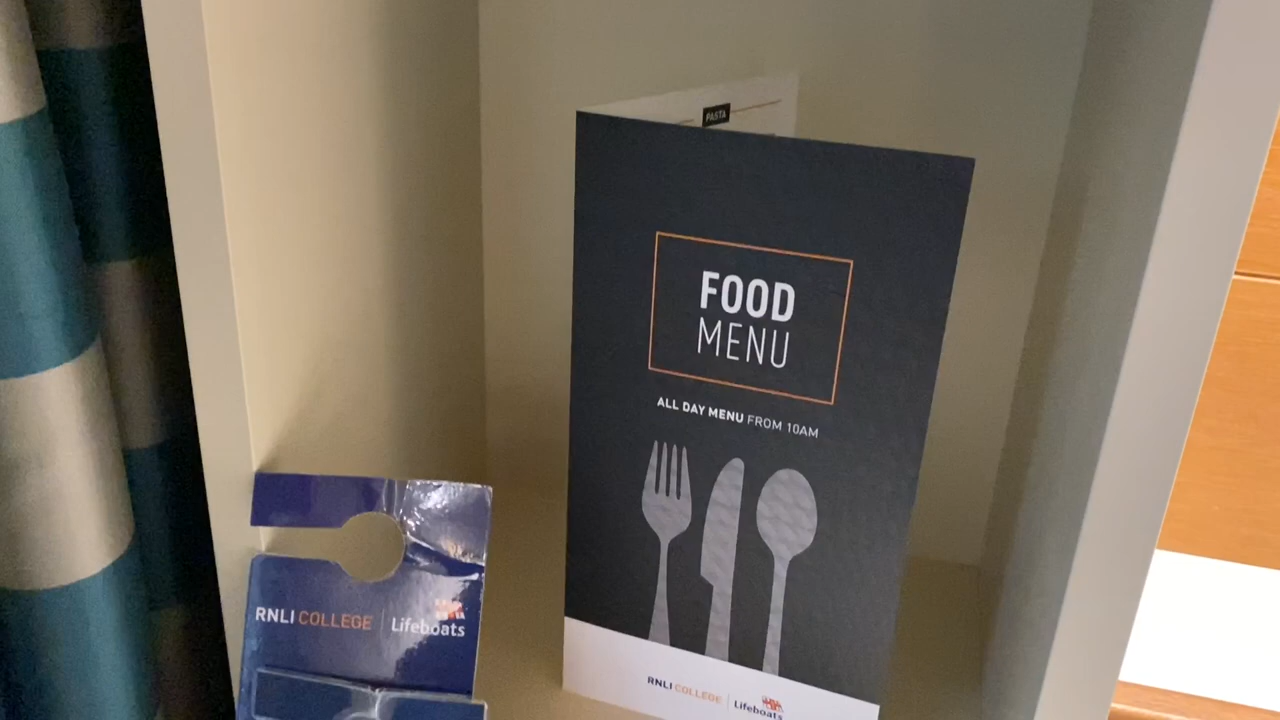 PASTA
FOOD
MENU
ALL DAY MENU FROM 10AM
RNLI COLLEGE | Lifeboats
RNLI COLLEGE | Lifeboats